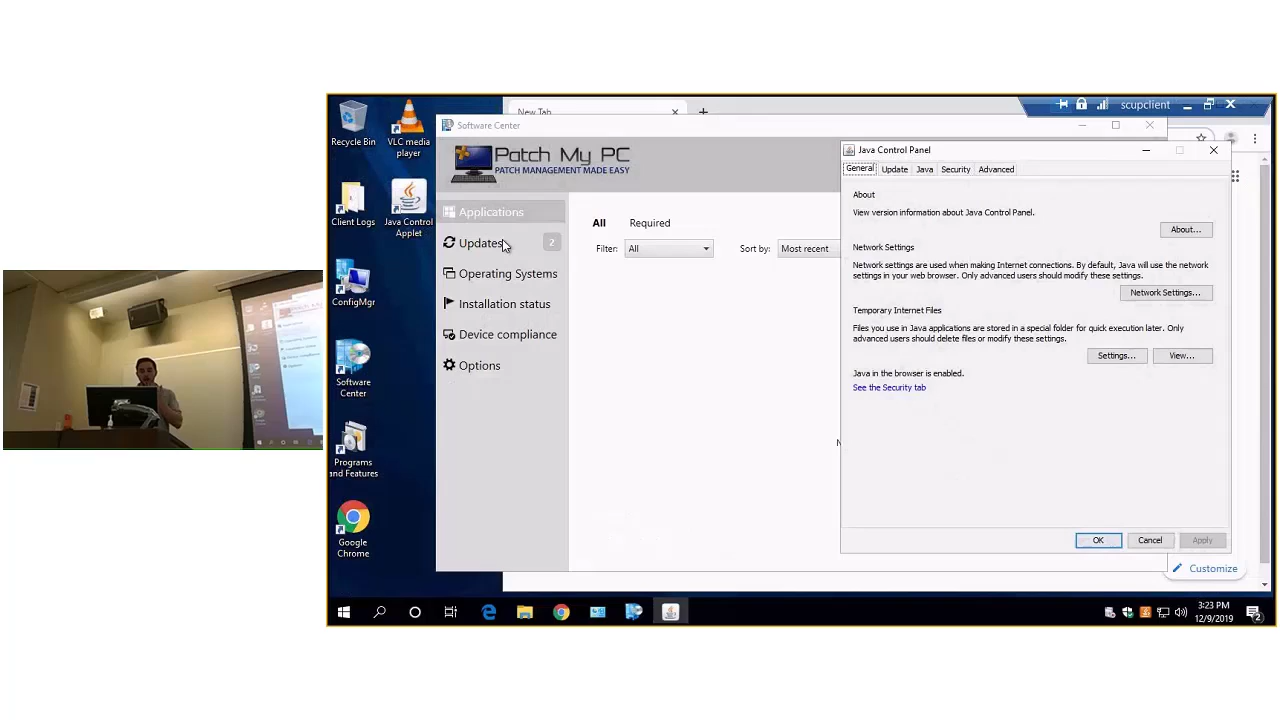 Recycle Bin
VLC media
player
Client Logs
Java Control
Applet
ConfigMgr
Software
Center
Programs
and Features
Google
Chrome
New Tab
scupclient
Software Center
Patch My PC
PATCH MANAGEMENT MADE EASY
Applications
Updates
2
Operating Systems
Installation status
Device compliance
Options
All
Required
Filter:
All
Sort by:
Most recent
Java Control Panel
General
Update
Java
Security
Advanced
About
View version information about Java Control Panel.
About...
Network Settings
Network settings are used when making Internet connections. By default, Java will use the network
settings in your web browser. Only advanced users should modify these settings.
Network Settings...
Temporary Internet Files
Files you use in Java applications are stored in a special folder for quick execution later. Only
advanced users should delete files or modify these settings.
Settings...
View...
Java in the browser is enabled.
See the Security tab
OK
Cancel
Apply
Customize
3:23 PM
12/9/2019
2